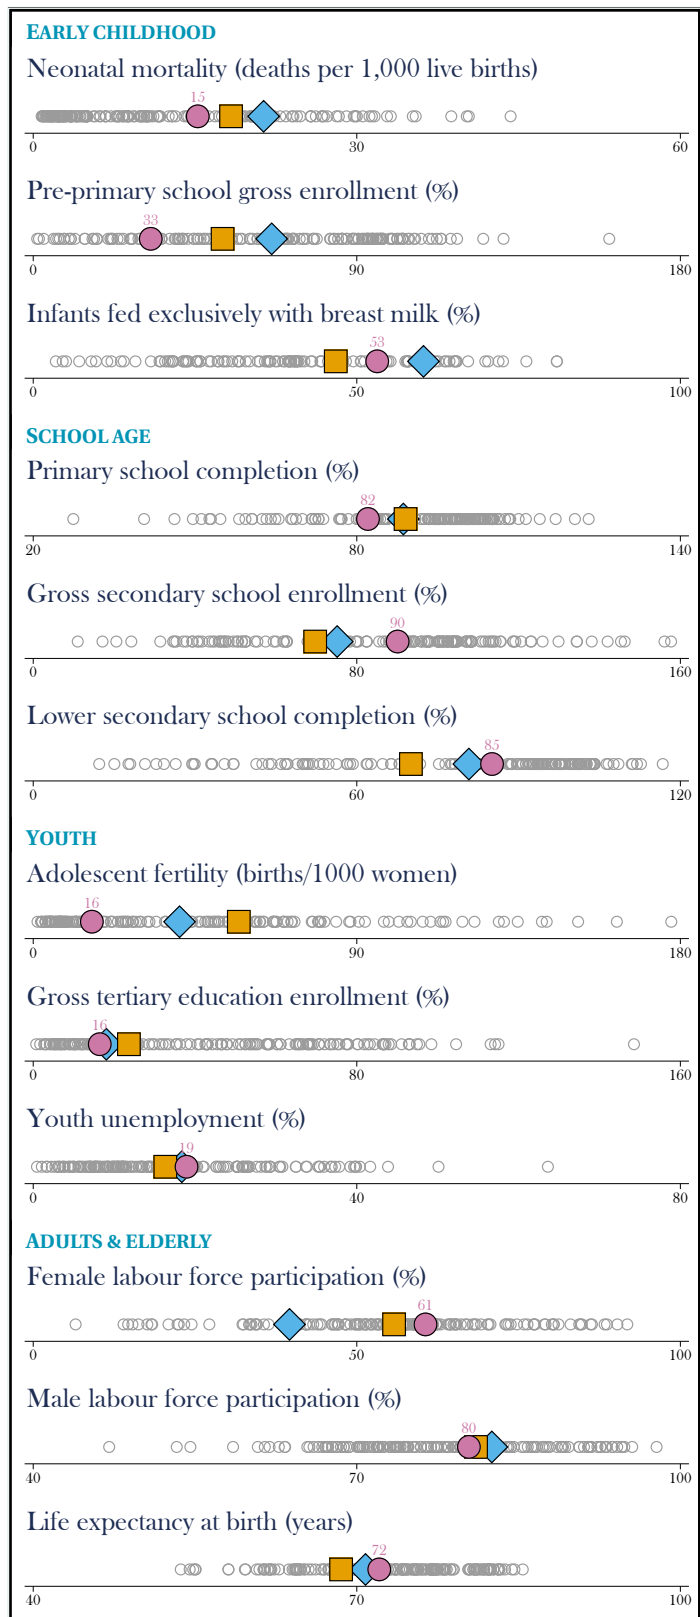 EARLY CHILDHOOD
Neonatal mortality (deaths per 1,000 live births)
15
0 30 60
Pre-primary school gross enrollment (%)
33
0 90 180
Infants fed exclusively with breast milk (%)
53
0 50 100
SCHOOL AGE
Primary school completion (%)
82
20 80 140
Gross secondary school enrollment (%)
90
0 80 160
Lower secondary school completion (%)
85
0 60 120
YOUTH
Adolescent fertility (births/1000 women)
16
0 90 180
Gross tertiary education enrollment (%)
16
0 80 160
Youth unemployment (%)
19
0 40 80
ADULTS & ELDERLY
Female labour force participation (%)
61
0 50 100
Male labour force participation (%)
80
40 70 100
Life expectancy at birth (years)
72
40 70 100